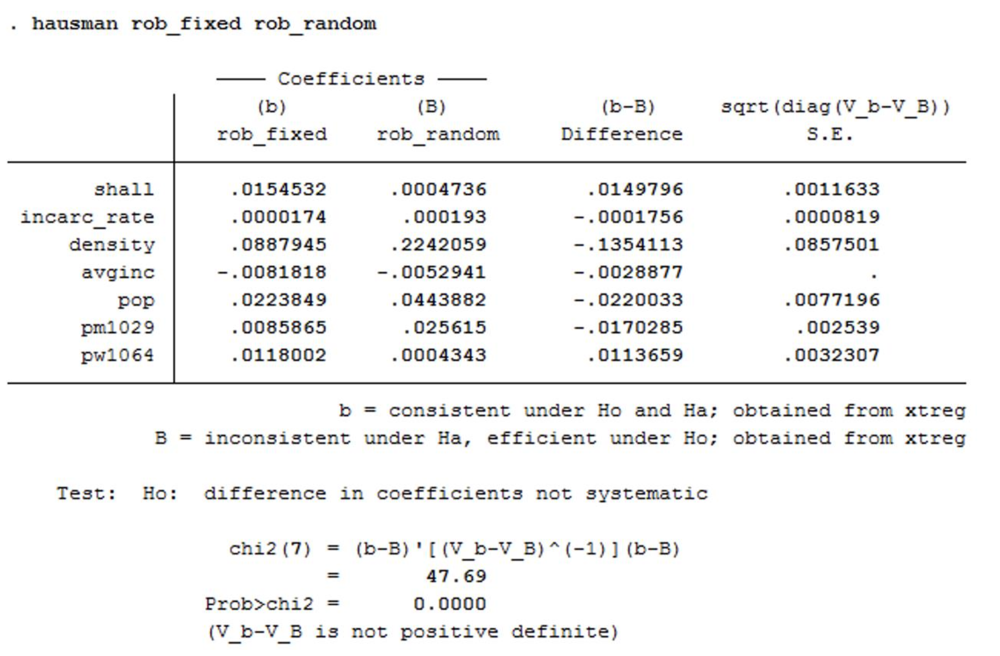 . hausman rob_fixed rob_random
Coefficients
(b) (B) (b-B) sqrt(diag(V_b-V_B))
rob_fixed rob_random Difference S.E.
shall .0154532 .0004736 .0149796 .0011633
incarc_rate .0000174 .000193 -.0001756 .0000819
density .0887945 .2242059 -.1354113 .0857501
avginc -.0081818 -.0052941 -.0028877 .
pop .0223849 .0443882 -.0220033 .0077196
pm1029 .0085865 .025615 -.0170285 .002539
pw1064 .0118002 .0004343 .0113659 .0032307
b = consistent under Ho and Ha; obtained from xtreg
B = inconsistent under Ha, efficient under Ho; obtained from xtreg
Test: Ho: difference in coefficients not systematic
chi2(7) = (b-B)'[(V_b-V_B)^(-1)](b-B)
= 47.69
Prob>chi2 = 0.0000
(V_b-V_B is not positive definite)